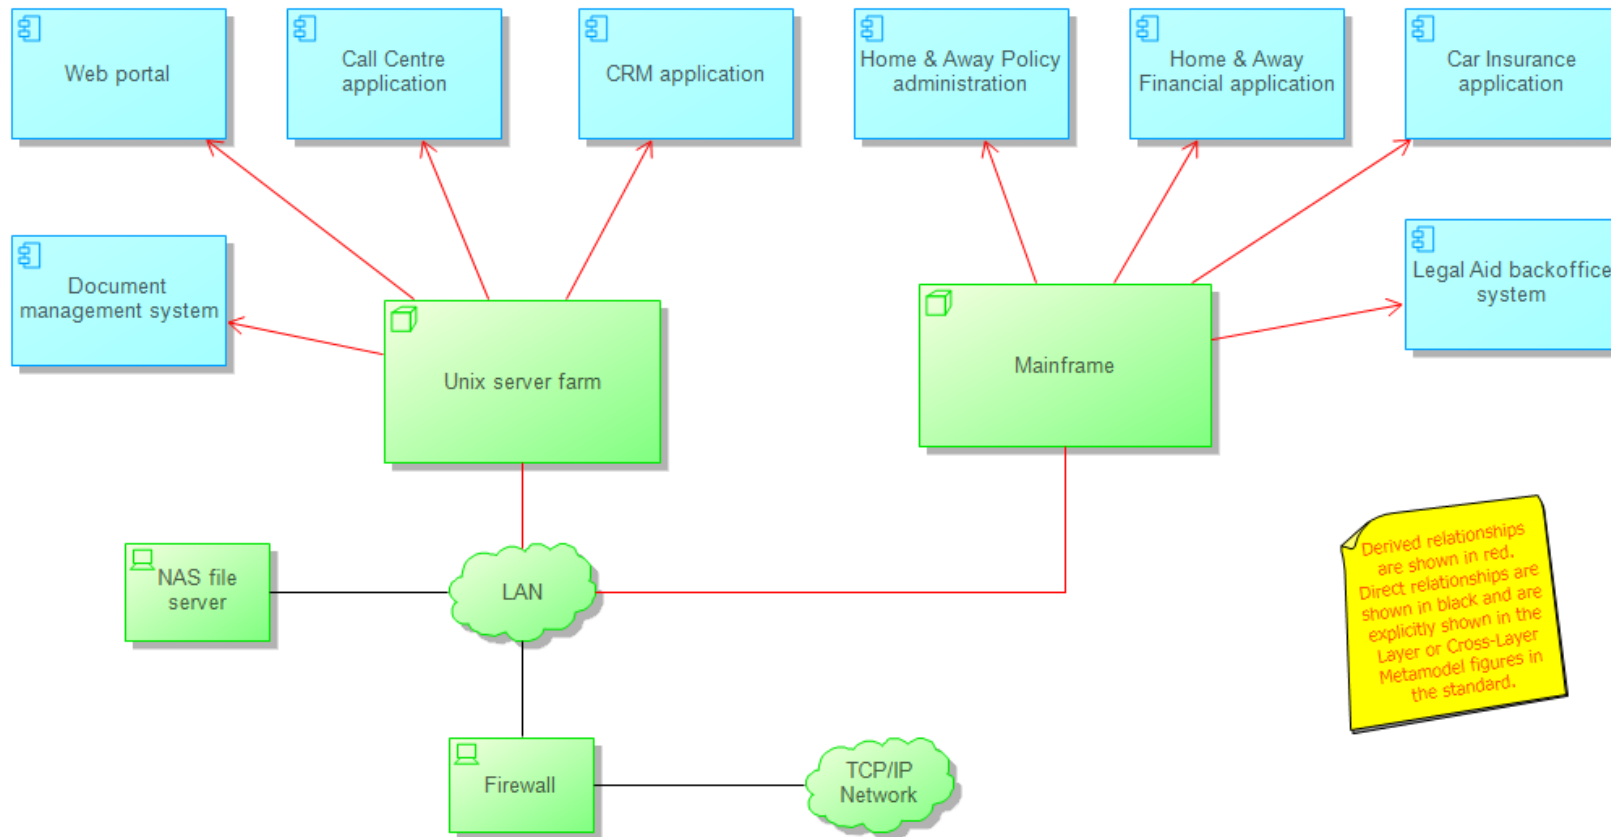 Web portal
Call Centre
application
CRM application
Home & Away Policy
administration
Home & Away
Financial application
Car Insurance
application
Document
management system
Legal Aid backoffice
system
Unix server farm
Mainframe
NAS file
server
LAN
Firewall
TCP/IP
Network
Derived relationships
are shown in red.
Direct relationships are
shown in black and are
explicitly shown in the
Layer or Cross-Layer
Metamodel figures in
the standard.